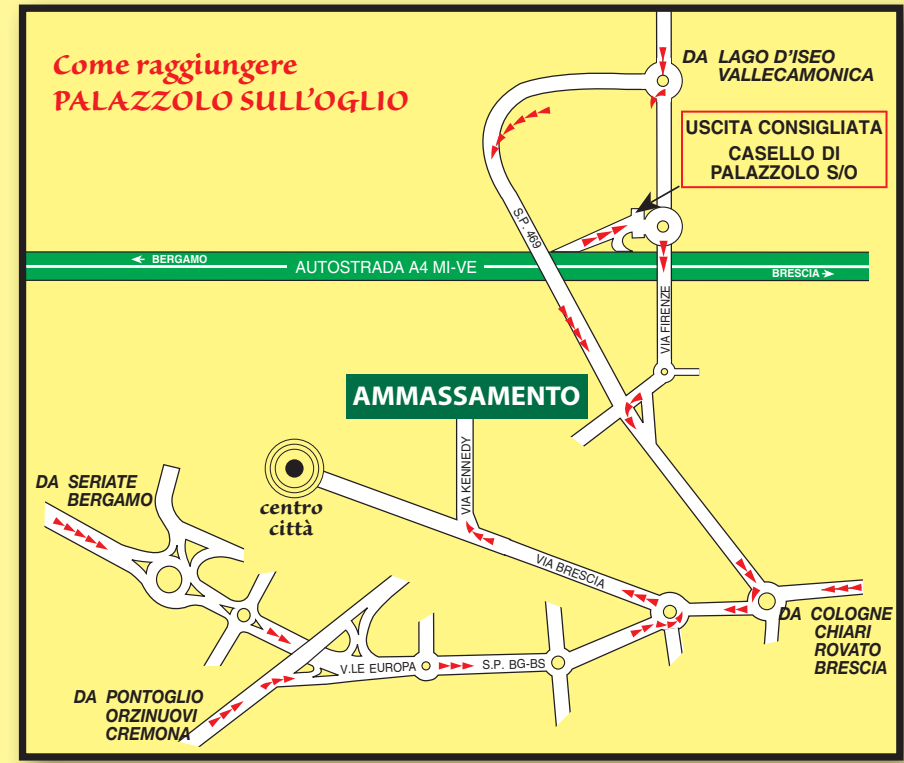 Come raggiungere
PALAZZOLO SULL'OGLIO
DA LAGO D'ISEO
VALLECAMONICA
USCITA CONSIGLIATA
CASELLO DI
PALAZZOLO S/O
S.P. 469
← BERGAMO
AUTOSTRADA A4 MI-VE
BRESCIA →
VIA FIRENZE
AMMASSAMENTO
VIA KENNEDY
DA SERIATE
BERGAMO
centro
città
VIA BRESCIA
DA COLOGNE
CHIARI
ROVATO
BRESCIA
V.LE EUROPA
S.P. BG-BS
DA PONTOGLIO
ORZINUOVI
CREMONA